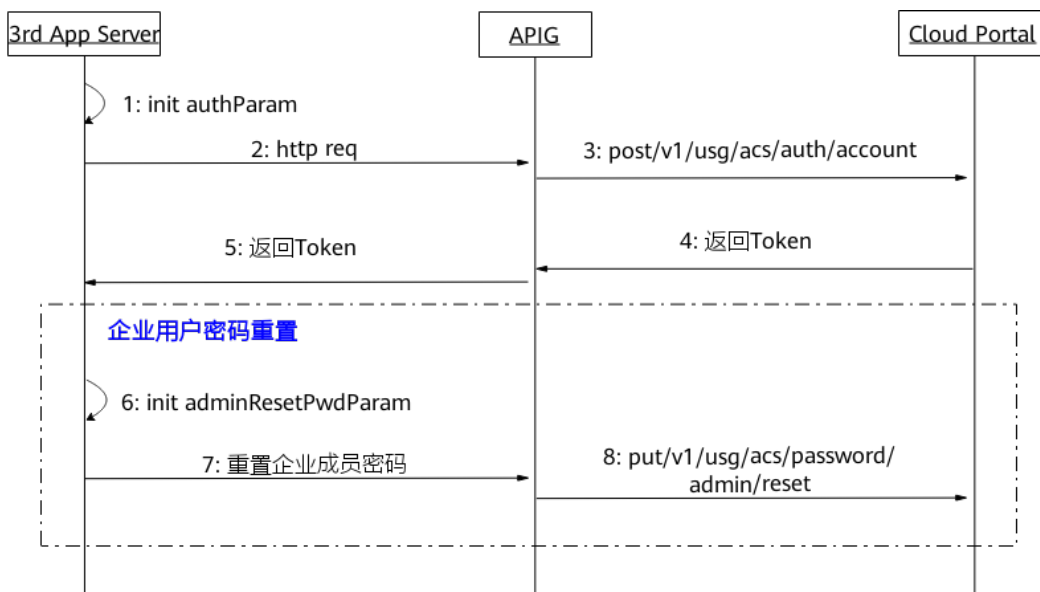 3rd App Server
APIG
Cloud Portal
1: init authParam
2: http req
3: post/v1/usg/acs/auth/account
4: 返回Token
5: 返回Token
企业用户密码重置
6: init adminResetPwdParam
7: 重置企业成员密码
8: put/v1/usg/acs/password/
admin/reset